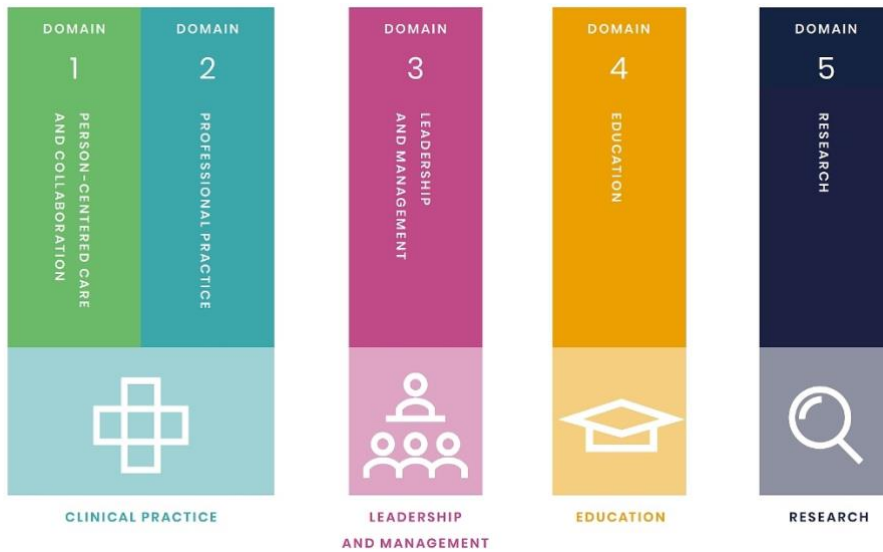 DOMAIN
1
PERSON-CENTERED CARE
AND COLLABORATION
DOMAIN
2
PROFESSIONAL PRACTICE
DOMAIN
3
LEADERSHIP
AND MANAGEMENT
DOMAIN
4
EDUCATION
DOMAIN
5
RESEARCH
CLINICAL PRACTICE
LEADERSHIP
AND MANAGEMENT
EDUCATION
RESEARCH